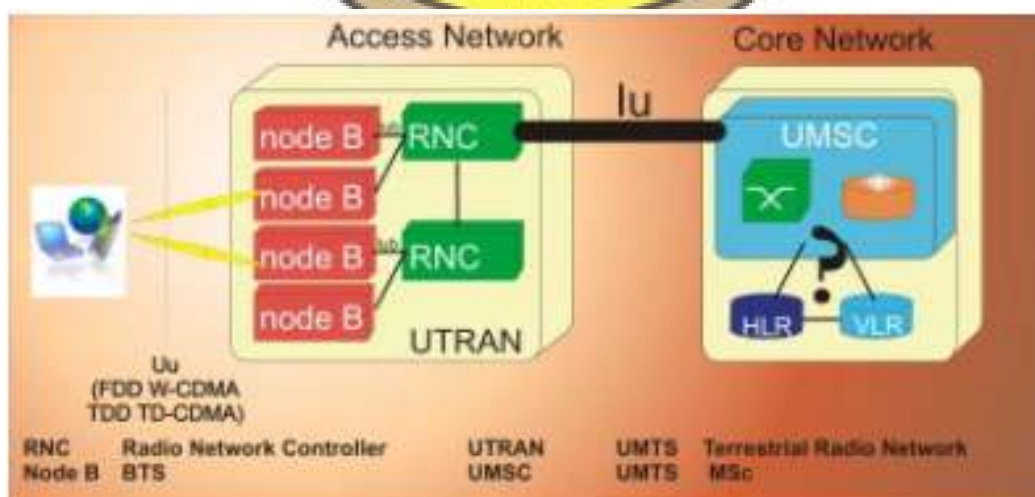 Access Network
Core Network
Iu
node B
RNC
UMSC
node B
node B
RNC
node B
HLR
VLR
UTRAN
Uu
(FDD W-CDMA
TDD TD-CDMA)
RNC Radio Network Controller UTRAN UMTS Terrestrial Radio Network
Node B BTS UMSC UMTS MSc
?